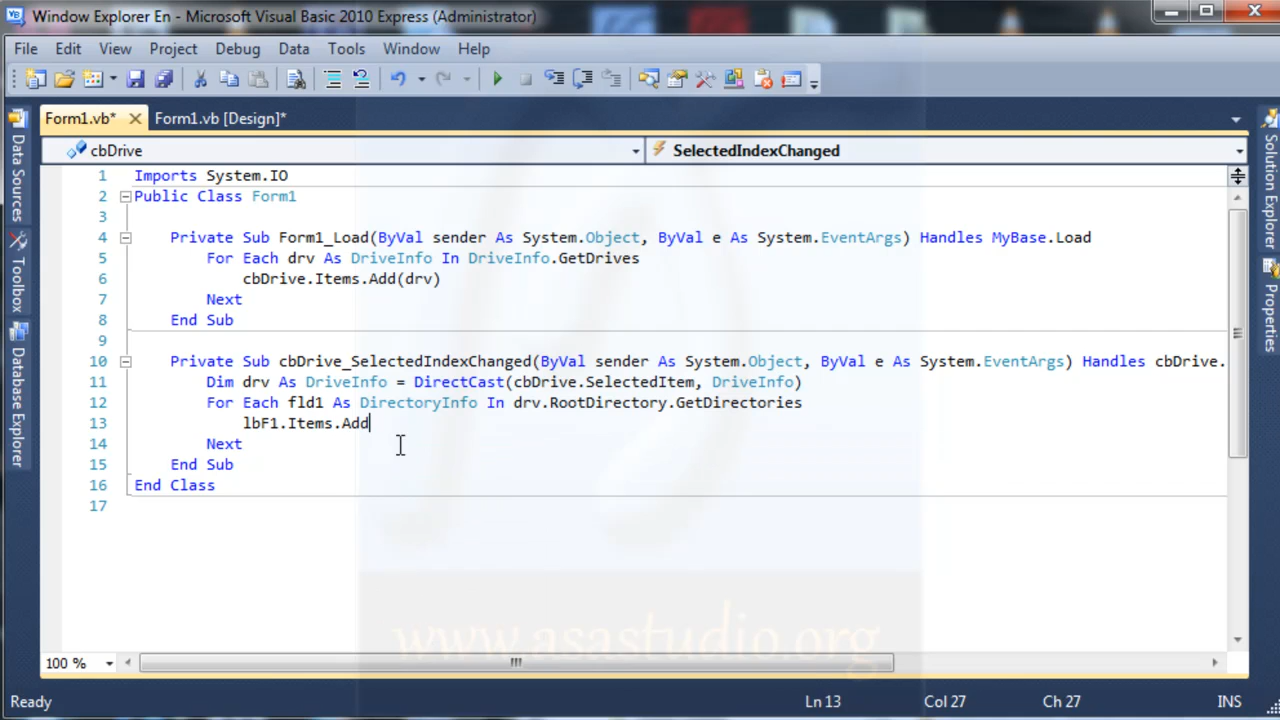 Window Explorer En - Microsoft Visual Basic 2010 Express (Administrator)
File Edit View Project Debug Data Tools Window Help
Form1.vb* Form1.vb [Design]*
cbDrive SelectedIndexChanged
Data Sources
Toolbox
Database Explorer
Solution Explorer
Properties
1 Imports System.IO
2 Public Class Form1
3
4 Private Sub Form1_Load(ByVal sender As System.Object, ByVal e As System.EventArgs) Handles MyBase.Load
5 For Each drv As DriveInfo In DriveInfo.GetDrives
6 cbDrive.Items.Add(drv)
7 Next
8 End Sub
9
10 Private Sub cbDrive_SelectedIndexChanged(ByVal sender As System.Object, ByVal e As System.EventArgs) Handles cbDrive.
11 Dim drv As DriveInfo = DirectCast(cbDrive.SelectedItem, DriveInfo)
12 For Each fld1 As DirectoryInfo In drv.RootDirectory.GetDirectories
13 lbF1.Items.Add
14 Next
15 End Sub
16 End Class
17
www.asastudio.org
100 %
Ready Ln 13 Col 27 Ch 27 INS